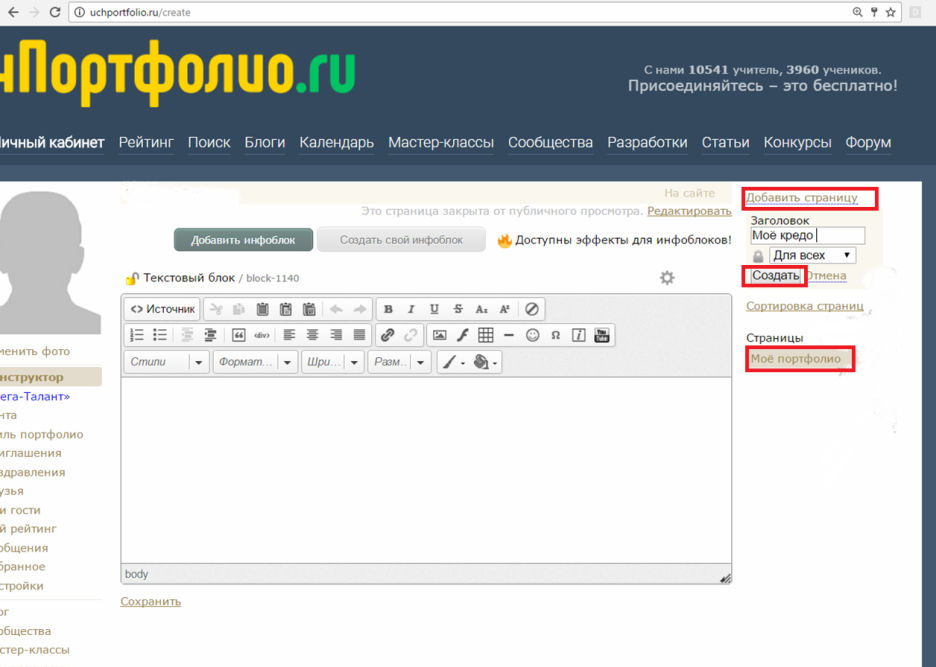 uchportfolio.ru/create
нПортфолио.ru
С нами 10541 учитель, 3960 учеников.
Присоединяйтесь – это бесплатно!
Личный кабинет Рейтинг Поиск Блоги Календарь Мастер-классы Сообщества Разработки Статьи Конкурсы Форум
На сайте
Это страница закрыта от публичного просмотра. Редактировать
Добавить инфоблок
Создать свой инфоблок
Доступны эффекты для инфоблоков!
Текстовый блок / block-1140
Источник
Стили
Формат...
Шри...
Разм...
body
Сохранить
Добавить страницу
Заголовок
Моё кредо
Для всех
Создать Отмена
Сортировка страниц
Страницы
Моё портфолио
менить фото
нструктор
ега-Талант»
нта
иль портфолио
иглашения
здравления
узья
и гости
й рейтинг
общения
бранное
стройки
ог
общества
стер-классы